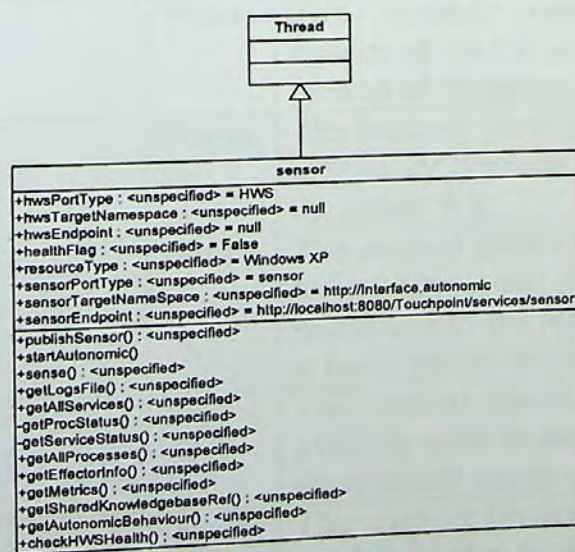 Thread
sensor
+hwsPortType : <unspecified> = HWS
+hwsTargetNamespace : <unspecified> = null
+hwsEndpoint : <unspecified> = null
+healthFlag : <unspecified> = False
+resourceType : <unspecified> = Windows XP
+sensorPortType : <unspecified> = sensor
+sensorTargetNameSpace : <unspecified> = http://Interface.autonomic
+sensorEndpoint : <unspecified> = http://localhost:8080/Touchpoint/services/sensor
+publishSensor() : <unspecified>
+startAutonomic()
+sense() : <unspecified>
+getLogsFile() : <unspecified>
+getAllServices() : <unspecified>
-getProcStatus() : <unspecified>
-getServiceStatus() : <unspecified>
+getAllProcesses() : <unspecified>
+getEffectorInfo() : <unspecified>
+getMetrics() : <unspecified>
+getSharedKnowledgebaseRef() : <unspecified>
+getAutonomicBehaviour() : <unspecified>
+checkHWSHealth() : <unspecified>